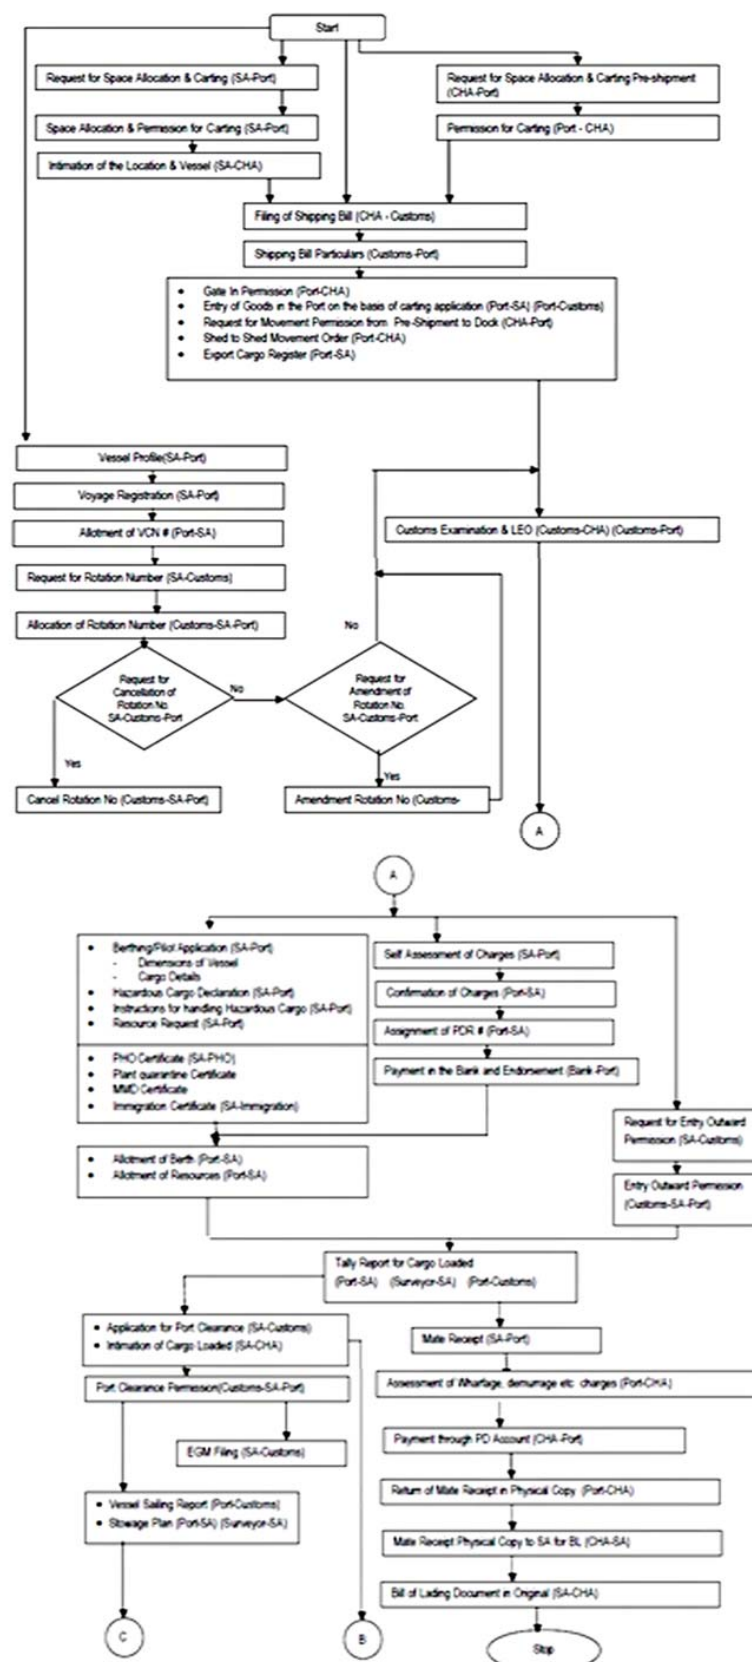 Start
Request for Space Allocation & Carting (SA-Port)
Request for Space Allocation & Carting Pre-shipment
(CHA-Port)
Space Allocation & Permission for Carting (SA-Port)
Permission for Carting (Port - CHA)
Intimation of the Location & Vessel (SA-CHA)
Filing of Shipping Bill (CHA - Customs)
Shipping Bill Particulars (Customs-Port)
• Gate In Permission (Port-CHA)
• Entry of Goods in the Port on the basis of carting application (Port-SA) (Port-Customs)
• Request for Movement Permission from Pre-Shipment to Dock (CHA-Port)
• Shed to Shed Movement Order (Port-CHA)
• Export Cargo Register (Port-SA)
Vessel Profile(SA-Port)
Voyage Registration (SA-Port)
Allotment of VCN # (Port-SA)
Customs Examination & LEO (Customs-CHA) (Customs-Port)
Request for Rotation Number (SA-Customs)
Allocation of Rotation Number (Customs-SA-Port)
No
Request for
Cancellation of
Rotation No.
SA-Customs-Port
No
Request for
Amendment of
Rotation No.
SA-Customs-Port
Yes
Yes
Cancel Rotation No (Customs-SA-Port)
Amendment Rotation No (Customs-
A
A
• Berthing/Pilot Application (SA-Port)
- Dimensions of Vessel
- Cargo Details
• Hazardous Cargo Declaration (SA-Port)
• Instructions for handling Hazardous Cargo (SA-Port)
• Resource Request (SA-Port)
Self Assessment of Charges (SA-Port)
Confirmation of Charges (Port-SA)
Assignment of PDR # (Port-SA)
• PHO Certificate (SA-PHO)
• Plant quarantine Certificate
• MMD Certificate
• Immigration Certificate (SA-Immigration)
Payment in the Bank and Endorsement (Bank-Port)
Request for Entry Outward
Permission (SA-Customs)
• Allotment of Berth (Port-SA)
• Allotment of Resources (Port-SA)
Entry Outward Permission
(Customs-SA-Port)
Tally Report for Cargo Loaded
(Port-SA) (Surveyor-SA) (Port-Customs)
• Application for Port Clearance (SA-Customs)
• Intimation of Cargo Loaded (SA-CHA)
Mate Receipt (SA-Port)
Port Clearance Permission(Customs-SA-Port)
Assessment of Wharfage, demurrage etc charges (Port-CHA)
EGM Filing (SA-Customs)
Payment through PD Account (CHA-Port)
• Vessel Sailing Report (Port-Customs)
• Stowage Plan (Port-SA) (Surveyor-SA)
Return of Mate Receipt in Physical Copy (Port-CHA)
Mate Receipt Physical Copy to SA for BL (CHA-SA)
Bill of Lading Document in Original (SA-CHA)
C
B
Stop